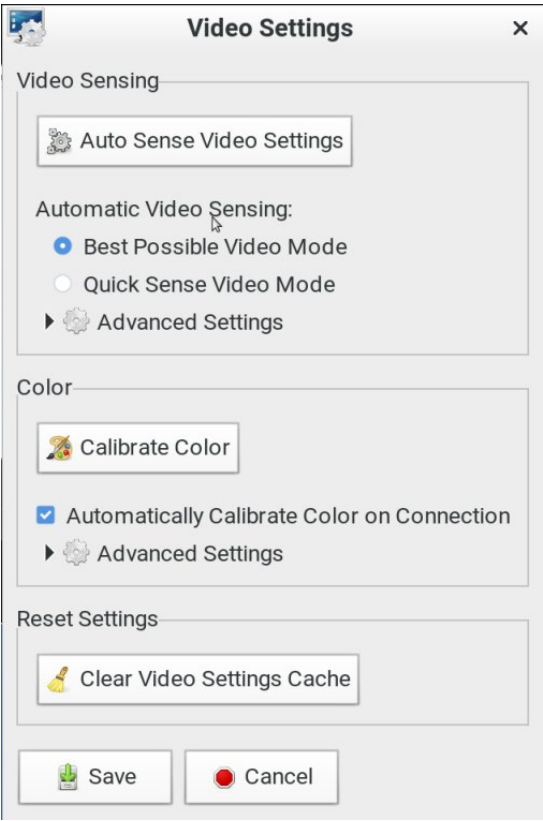 Video Settings
Video Sensing
Auto Sense Video Settings
Automatic Video Sensing:
Best Possible Video Mode
Quick Sense Video Mode
Advanced Settings
Color
Calibrate Color
Automatically Calibrate Color on Connection
Advanced Settings
Reset Settings
Clear Video Settings Cache
Save Cancel